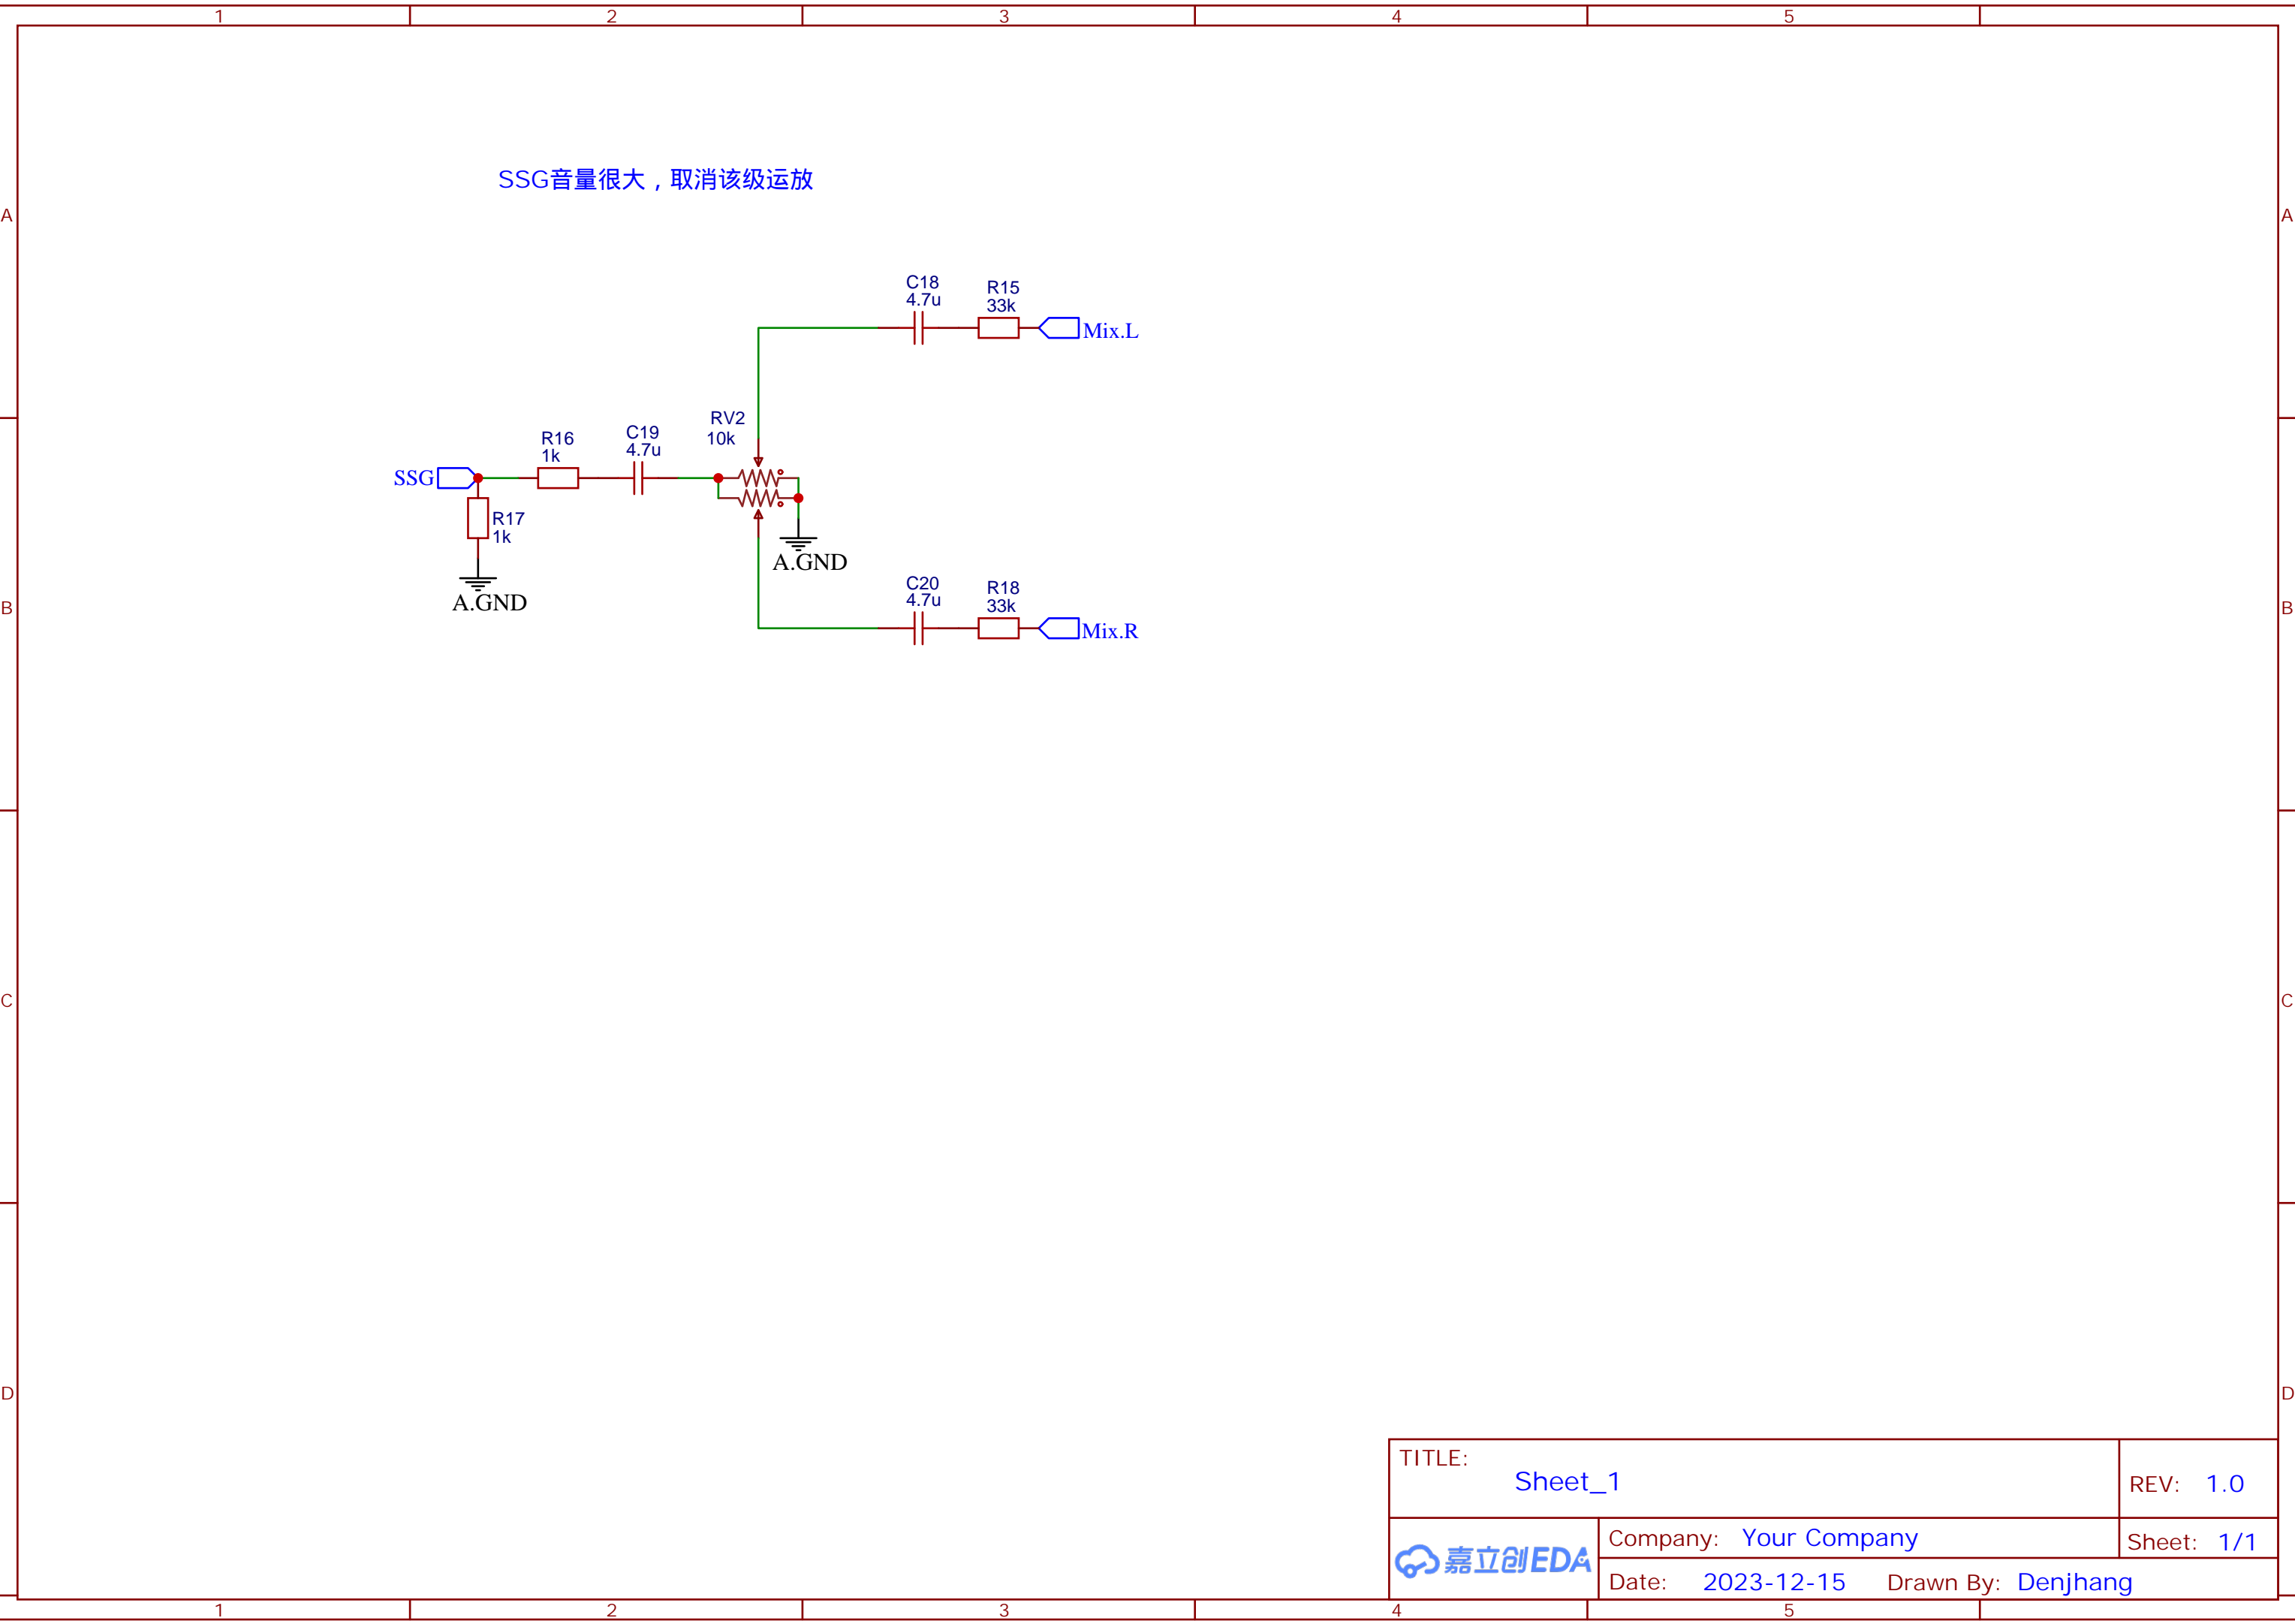 1 2 3 4 5
A A
SSG音量很大，取消该级运放
C18
4.7u
R15
33k
Mix.L
RV2
10k
R16
1k
C19
4.7u
SSG
R17
1k
A.GND
A.GND
C20
4.7u
R18
33k
Mix.R
B B
C C
D D
TITLE:
Sheet_1
REV: 1.0
嘉立创EDA
Company: Your Company
Sheet: 1/1
Date: 2023-12-15 Drawn By: Denjhang
1 2 3 4 5